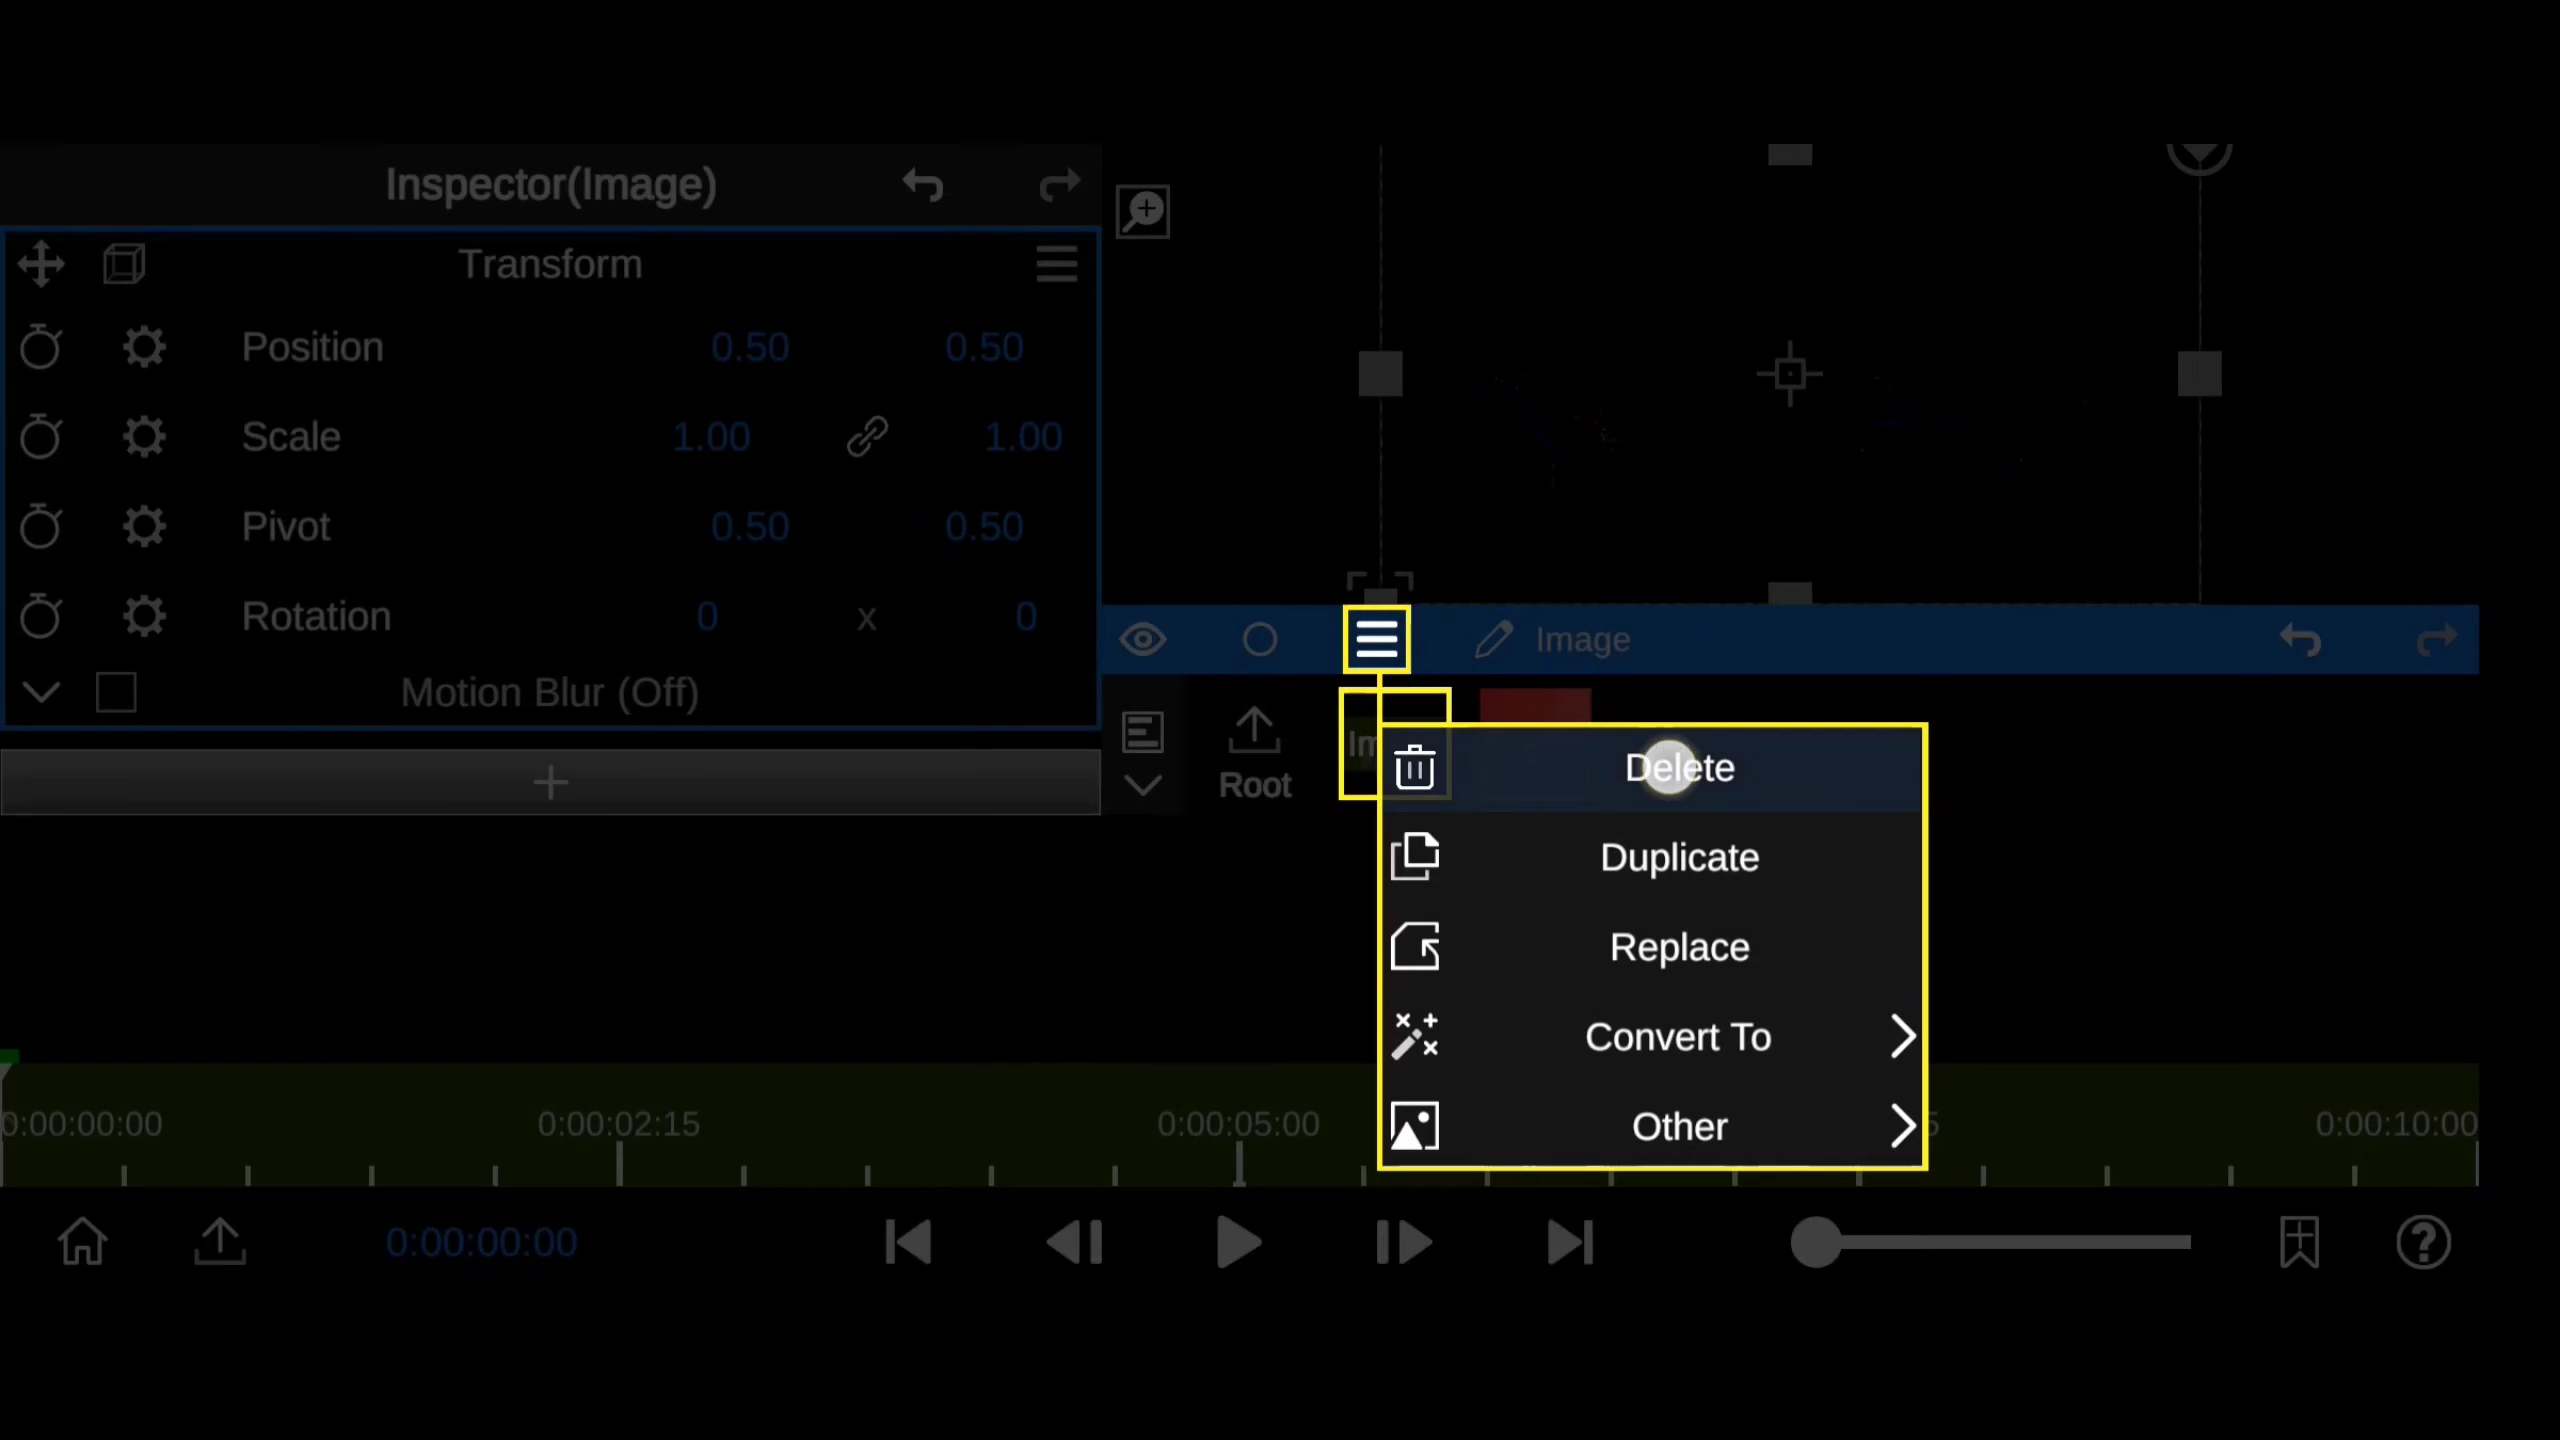 Inspector(Image)
Transform
Position 0.50 0.50
Scale 1.00 1.00
Pivot 0.50 0.50
Rotation 0 x 0
Motion Blur (Off)
Image
Root
Delete
Duplicate
Replace
Convert To
Other
0:00:00:00 0:00:02:15 0:00:05:00 0:00:10:00
0:00:00:00